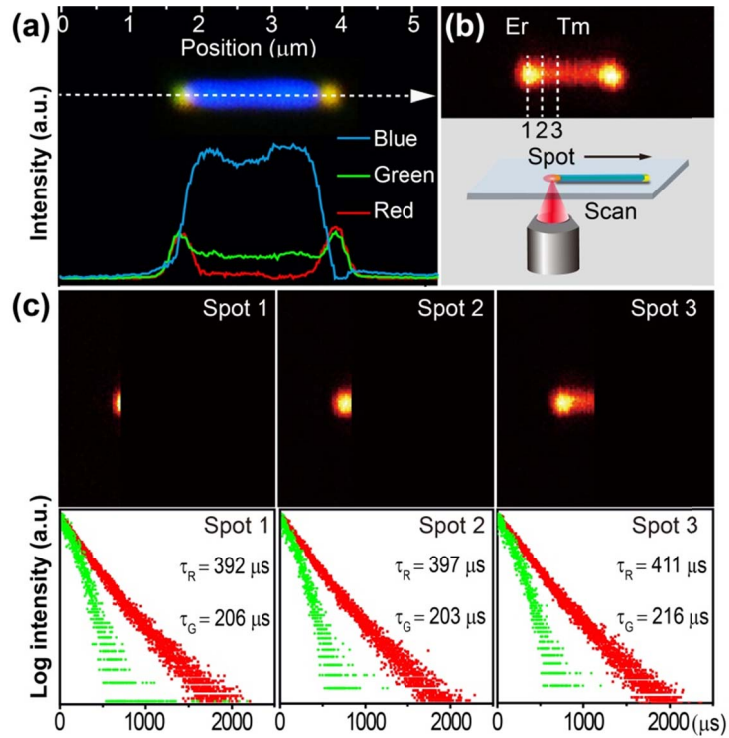 (a)
0 1 2 3 4 5
Position (μm)
Intensity (a.u.)
Blue
Green
Red
(b)
Er Tm
1 2 3
Spot
Scan
(c)
Spot 1
Spot 2
Spot 3
Log intensity (a.u.)
Spot 1
τR = 392 μs
τG = 206 μs
0 1000 2000
Spot 2
τR = 397 μs
τG = 203 μs
0 1000 2000
Spot 3
τR = 411 μs
τG = 216 μs
0 1000 2000 (μs)